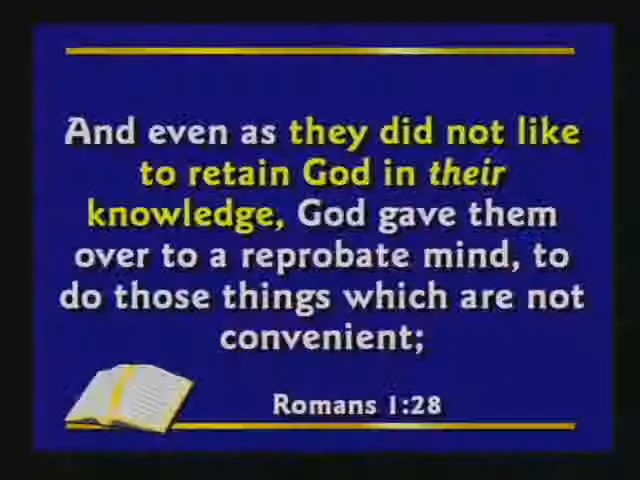 And even as they did not like
to retain God in their
knowledge, God gave them
over to a reprobate mind, to
do those things which are not
convenient;
Romans 1:28